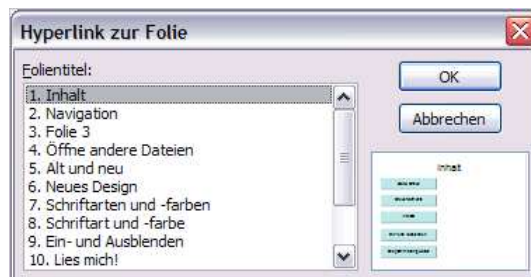 Hyperlink zur Folie
Folientitel:
OK
1. Inhalt
2. Navigation
3. Folie 3
Abbrechen
4. Öffne andere Dateien
5. Alt und neu
6. Neues Design
7. Schriftarten und -farben
8. Schriftart und -farbe
9. Ein- und Ausblenden
10. Lies mich!
Inhalt